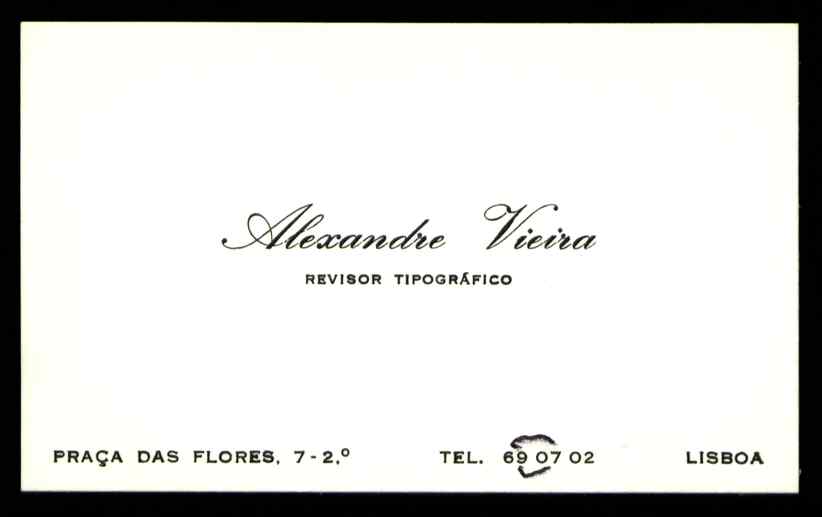 Alexandre Vieira
REVISOR TIPOGRÁFICO
PRAÇA DAS FLORES, 7-2.º TEL. 69 07 02 LISBOA